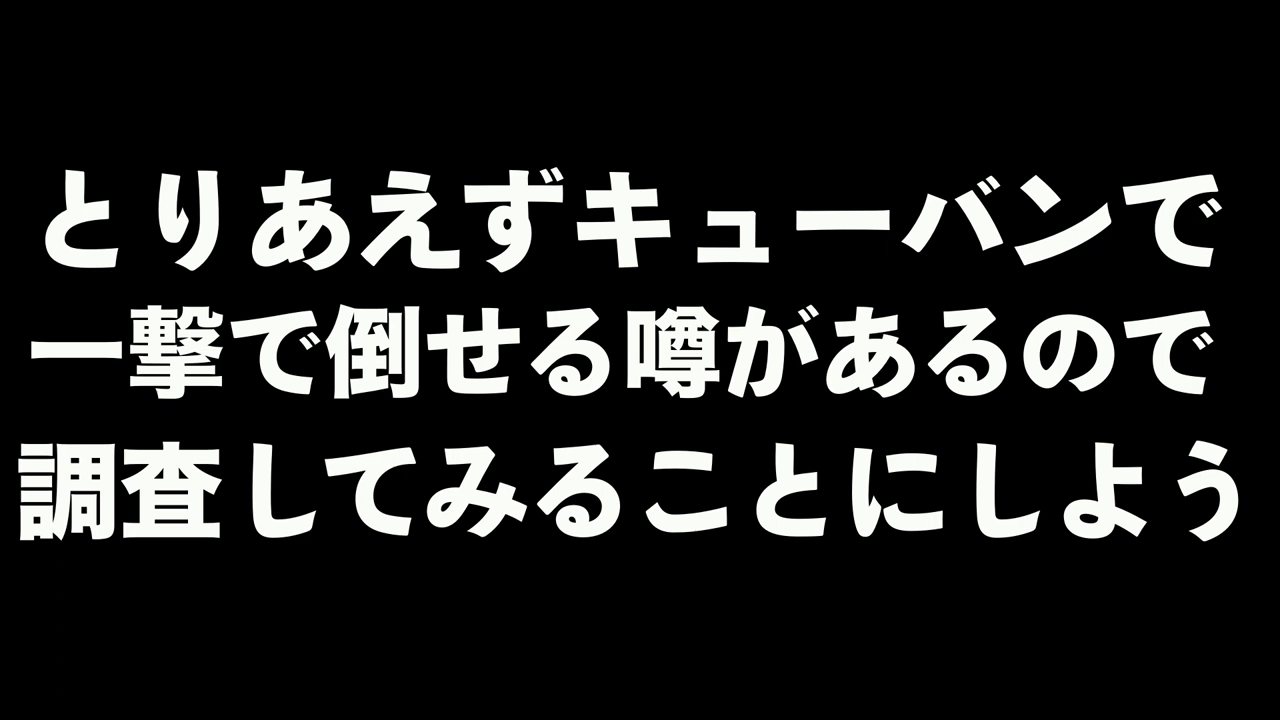 とりあえずキューバンで
一撃で倒せる噂があるので
調査してみることにしよう